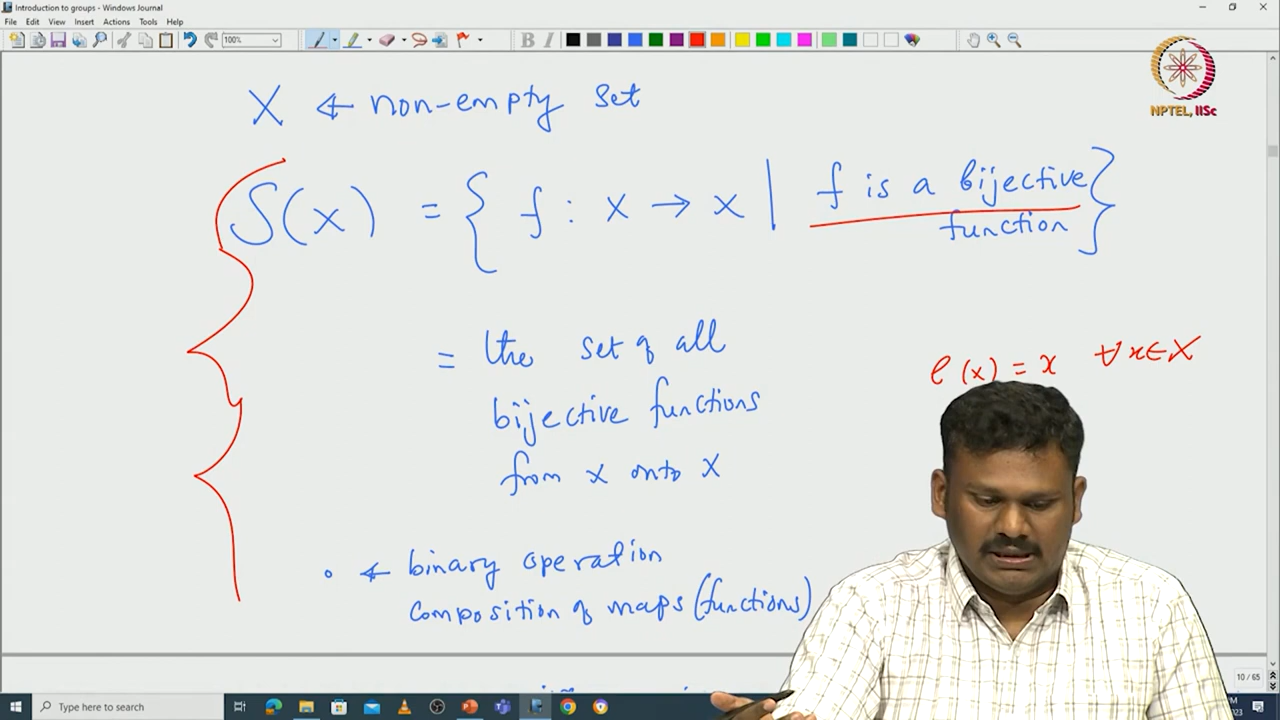 Introduction to groups - Windows Journal
File Edit View Insert Actions Tools Help
100%
B I
NPTEL, IISc
X ← non-empty set
S(X) = { f : X → X | f is a bijective function }
= the set of all
bijective functions
from X onto X
e(x) = x ∀ x ∈ X
∘ ← binary operation
composition of maps (functions)
10 / 65
Type here to search